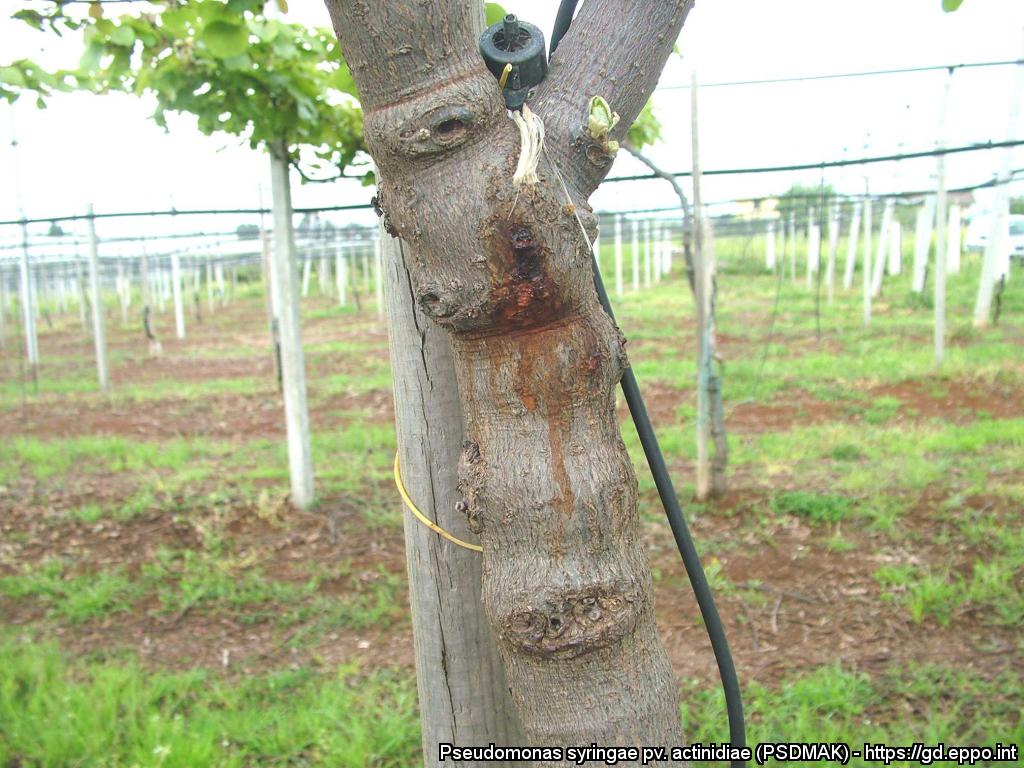 Pseudomonas syringae pv. actinidiae (PSDMAK) - https://gd.eppo.int